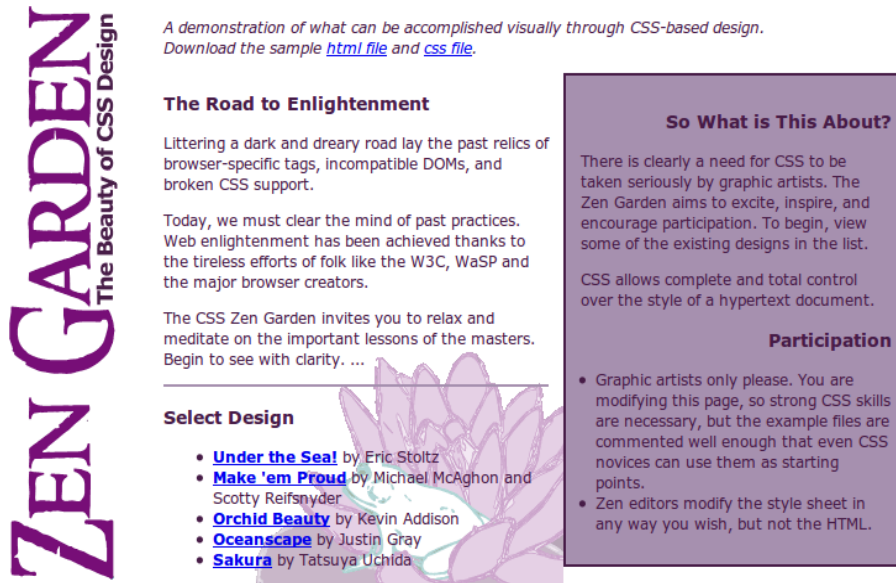 ZEN GARDEN
The Beauty of CSS Design
A demonstration of what can be accomplished visually through CSS-based design.
Download the sample html file and css file.
The Road to Enlightenment
Littering a dark and dreary road lay the past relics of
browser-specific tags, incompatible DOMs, and
broken CSS support.
Today, we must clear the mind of past practices.
Web enlightenment has been achieved thanks to
the tireless efforts of folk like the W3C, WaSP and
the major browser creators.
The CSS Zen Garden invites you to relax and
meditate on the important lessons of the masters.
Begin to see with clarity. ...
Select Design
• Under the Sea! by Eric Stoltz
• Make 'em Proud by Michael McAghon and
Scotty Reifsnyder
• Orchid Beauty by Kevin Addison
• Oceanscape by Justin Gray
• Sakura by Tatsuya Uchida
So What is This About?
There is clearly a need for CSS to be
taken seriously by graphic artists. The
Zen Garden aims to excite, inspire, and
encourage participation. To begin, view
some of the existing designs in the list.
CSS allows complete and total control
over the style of a hypertext document.
Participation
• Graphic artists only please. You are
modifying this page, so strong CSS skills
are necessary, but the example files are
commented well enough that even CSS
novices can use them as starting
points.
• Zen editors modify the style sheet in
any way you wish, but not the HTML.